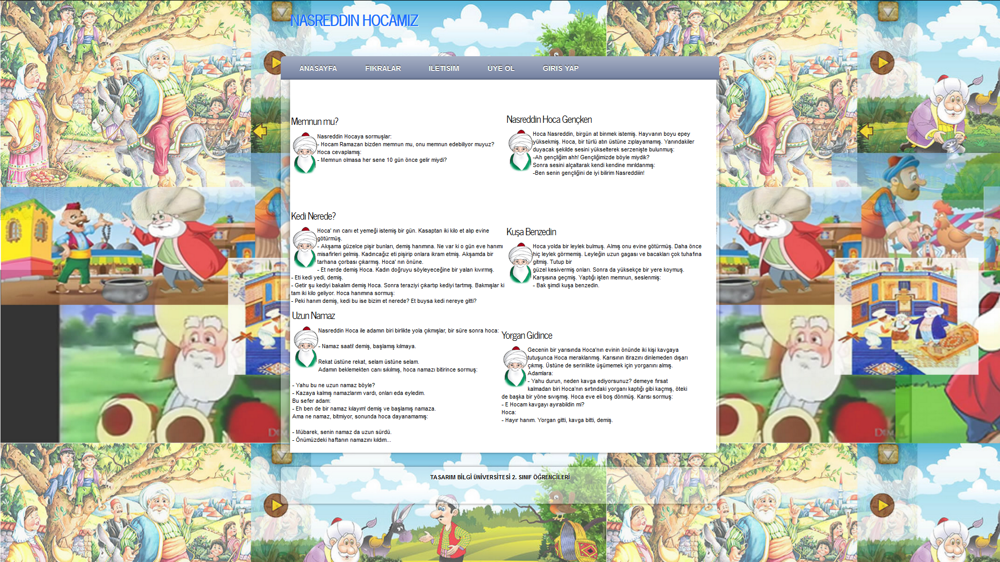 NASREDDIN HOCAMIZ
ANASAYFA
FIKRALAR
ILETISIM
UYE OL
GIRIS YAP
Memnun mu?
Nasreddin Hocaya sormuşlar:
- Hocam Ramazan bizden memnun mu, onu memnun edebiliyor muyuz?
Hoca cevaplamış:
- Memnun olmasa her sene 10 gün önce gelir miydi?
Nasreddin Hoca Gençken
Hoca Nasreddin, birgün at binmek istemiş. Hayvanın boyu epey
yüksekmiş. Hoca, bir türlü atın üstüne zıplayamamış. Yanındakiler
duyacak şekilde sesini yükselterek serzenişte bulunmuş:
-Ah gençliğim ahh! Gençliğimizde böyle miydik?
Sonra sesini alçaltarak kendi kendine mırıldanmış:
-Ben senin gençliğini de iyi bilirim Nasreddiiin!
Kedi Nerede?
Hoca' nın canı et yemeği istemiş bir gün. Kasaptan iki kilo et alıp evine
götürmüş.
- Akşama güzelce pişir bunları, demiş hanımına. Ne var ki o gün eve hanımı
misafirleri gelmiş. Kadıncağız eti pişirip onlara ikram etmiş. Akşamda bir
tarhana çorbası çıkarmış. Hoca' nın önüne.
- Et nerde demiş Hoca. Kadın doğruyu söyleyeceğine bir yalan kıvırmış.
- Eti kedi yedi, demiş.
- Getir şu kediyi bakalım demiş Hoca. Sonra teraziyi çıkartıp kediyi tartmış. Bakmışlar ki
tam iki kilo geliyor. Hoca hanımına sormuş:
- Peki hanım demiş, kedi bu ise bizim et nerede? Et buysa kedi nereye gitti?
Kuşa Benzedin
Hoca yolda bir leylek bulmuş. Almış onu evine götürmüş. Daha önce
hiç leylek görmemiş. Leyleğin uzun gagası ve bacakları çok tuhafına
gitmiş. Tutup bir
güzel kesivermiş onları. Sonra da yüksekçe bir yere koymuş.
Karşısına geçmiş. Yaptığı işten memnun, seslenmiş:
- Bak şimdi kuşa benzedin.
Uzun Namaz
Nasreddin Hoca ile adamın biri birlikte yola çıkmışlar, bir süre sonra hoca:
- Namaz saati! demiş, başlamış kılmaya.
Rekat üstüne rekat, selam üstüne selam.
Adamın beklemekten canı sıkılmış, hoca namazı bitirince sormuş:
- Yahu bu ne uzun namaz böyle?
- Kazaya kalmış namazlarım vardı, onları eda eyledim.
Bu sefer adam:
- Eh ben de bir namaz kılayım! demiş ve başlamış namaza.
Ama ne namaz, bitmiyor, sonunda hoca dayanamamış:
- Mübarek, senin namaz da uzun sürdü.
- Önümüzdeki haftanın namazını kıldım...
Yorgan Gidince
Gecenin bir yarısında Hoca'nın evinin önünde iki kişi kavgaya
tutuşunca Hoca meraklanmış. Karısının itirazını dinlemeden dışarı
çıkmış. Üstüne de serinlikte üşümemek için yorganını almış.
Adamlara:
- Yahu durun, neden kavga ediyorsunuz? demeye fırsat
kalmadan biri Hoca'nın sırtındaki yorganı kaptığı gibi kaçmış, öteki
de başka bir yöne sıvışmış. Hoca eve eli boş dönmüş. Karısı sormuş:
- E Hocam kavgayı ayırabildin mi?
Hoca:
- Hayır hanım. Yorgan gitti, kavga bitti, demiş.
TASARIM BİLGİ ÜNİVERSİTESİ 2. SINIF ÖĞRENCİLERİ